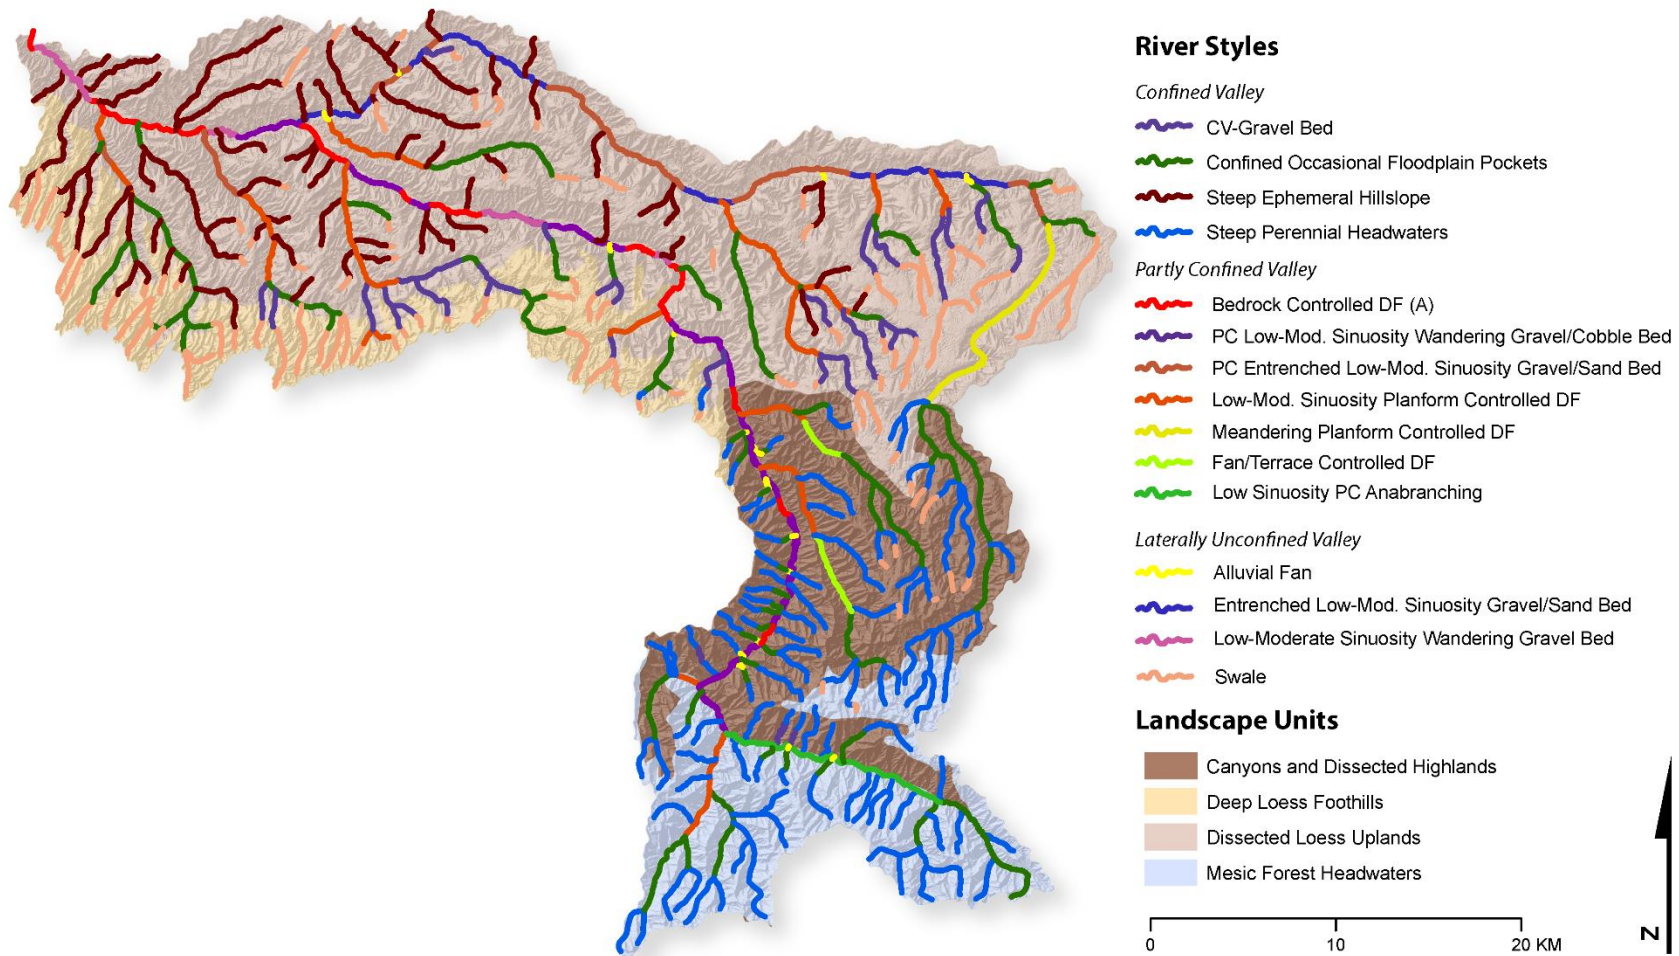 River Styles
Confined Valley
CV-Gravel Bed
Confined Occasional Floodplain Pockets
Steep Ephemeral Hillslope
Steep Perennial Headwaters
Partly Confined Valley
Bedrock Controlled DF (A)
PC Low-Mod. Sinuosity Wandering Gravel/Cobble Bed
PC Entrenched Low-Mod. Sinuosity Gravel/Sand Bed
Low-Mod. Sinuosity Planform Controlled DF
Meandering Planform Controlled DF
Fan/Terrace Controlled DF
Low Sinuosity PC Anabranching
Laterally Unconfined Valley
Alluvial Fan
Entrenched Low-Mod. Sinuosity Gravel/Sand Bed
Low-Moderate Sinuosity Wandering Gravel Bed
Swale
Landscape Units
Canyons and Dissected Highlands
Deep Loess Foothills
Dissected Loess Uplands
Mesic Forest Headwaters
0 10 20 KM
N